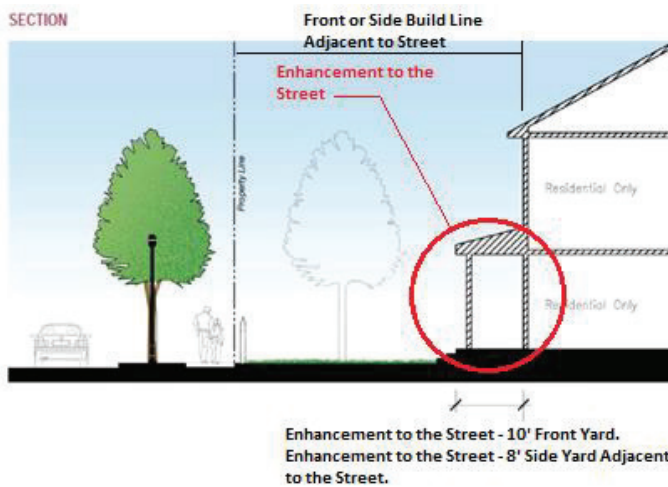 SECTION
Front or Side Build Line
Adjacent to Street
Enhancement to the
Street
Property Line
Residential Only
Residential Only
Enhancement to the Street - 10' Front Yard.
Enhancement to the Street - 8' Side Yard Adjacent
to the Street.